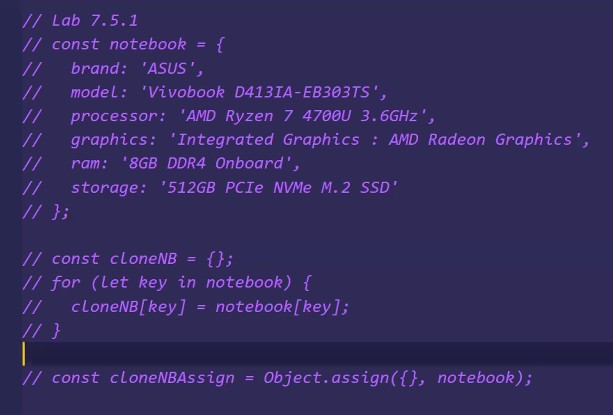 // Lab 7.5.1
// const notebook = {
//   brand: 'ASUS',
//   model: 'Vivobook D413IA-EB303TS',
//   processor: 'AMD Ryzen 7 4700U 3.6GHz',
//   graphics: 'Integrated Graphics : AMD Radeon Graphics',
//   ram: '8GB DDR4 Onboard',
//   storage: '512GB PCIe NVMe M.2 SSD'
// };
// const cloneNB = {};
// for (let key in notebook) {
//   cloneNB[key] = notebook[key];
// }
// const cloneNBAssign = Object.assign({}, notebook);